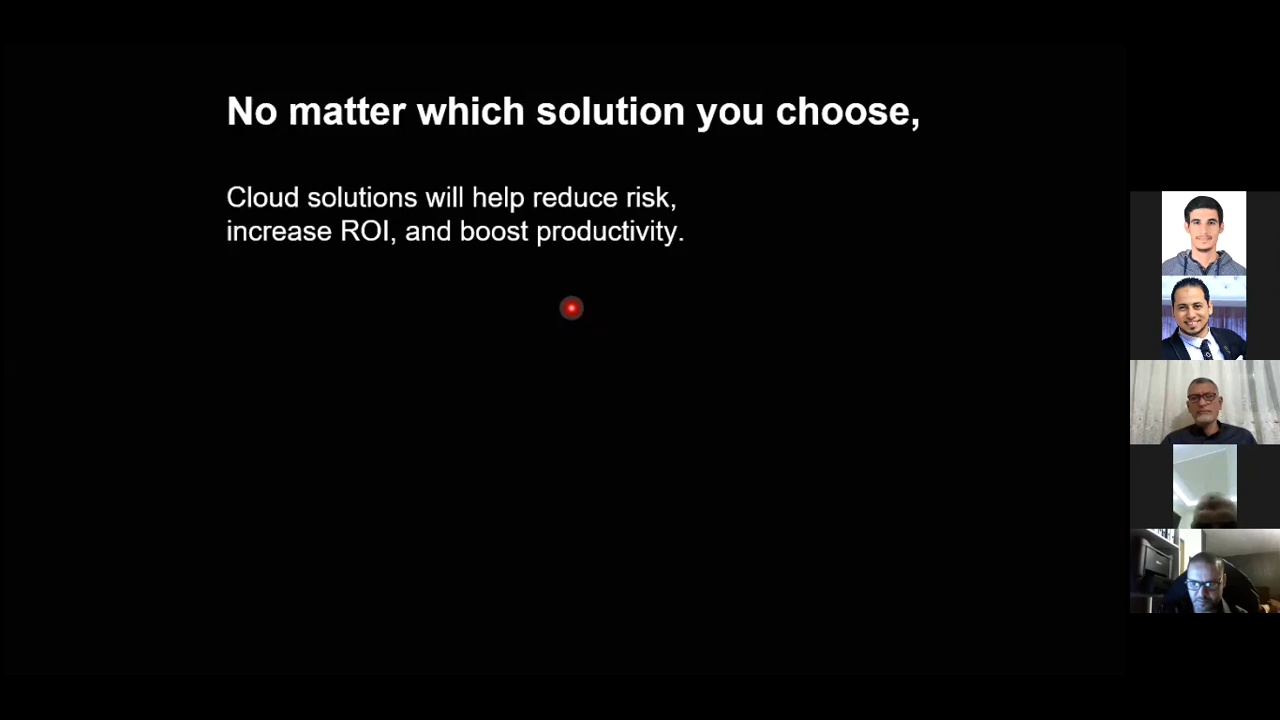 No matter which solution you choose,
Cloud solutions will help reduce risk,
increase ROI, and boost productivity.